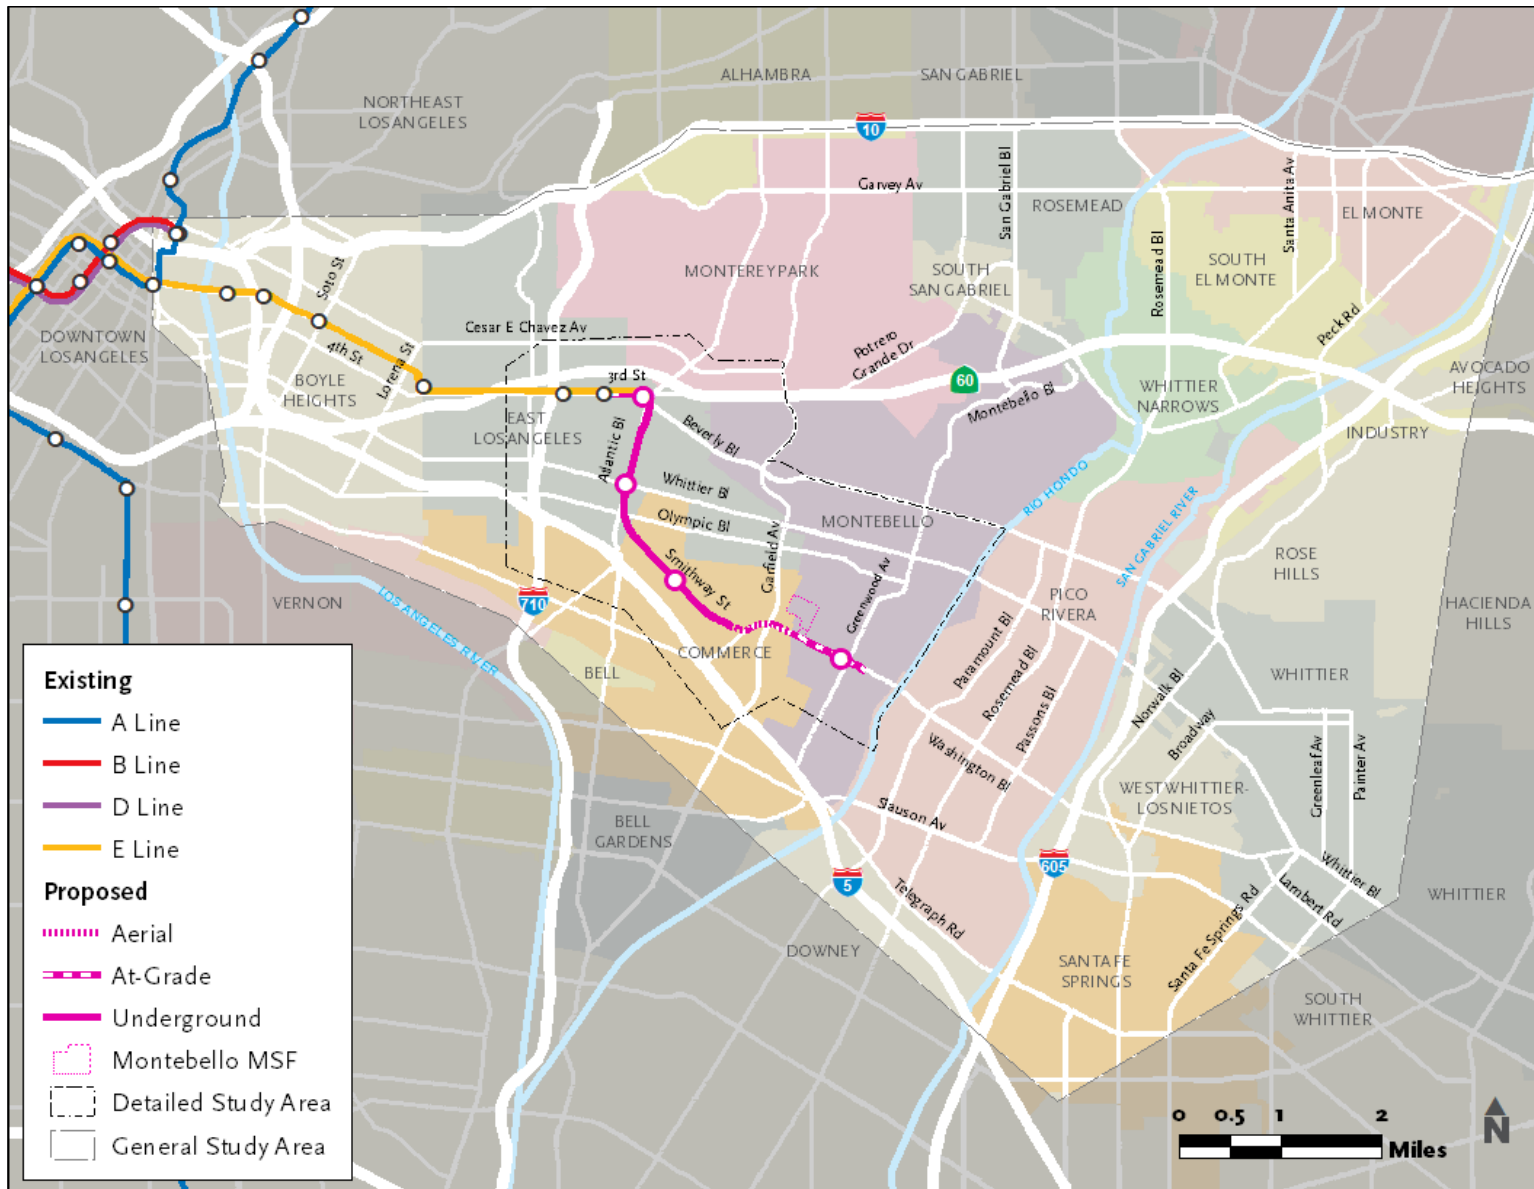 ALHAMBRA
SAN GABRIEL
NORTHEAST
LOS ANGELES
10
Garvey Av
San Gabriel Bl
ROSEMEAD
Santa Anita Av
EL MONTE
MONTEREY PARK
SOUTH
SAN GABRIEL
Rosemead Bl
SOUTH
EL MONTE
Soto St
Cesar E Chavez Av
DOWNTOWN
LOS ANGELES
4th St
Lorena St
BOYLE
HEIGHTS
Potrero
Grande Dr
Peck Rd
3rd St
60
Montebello Bl
WHITTIER
NARROWS
AVOCADO
HEIGHTS
EAST
LOS ANGELES
Atlantic Bl
Beverly Bl
INDUSTRY
Whittier Bl
Olympic Bl
MONTEBELLO
RIO HONDO
SAN GABRIEL RIVER
Smithway St
Garfield Av
Greenwood Av
ROSE
HILLS
VERNON
LOS ANGELES RIVER
710
PICO
RIVERA
HACIENDA
HILLS
COMMERCE
BELL
Paramount Bl
Rosemead Bl
Passons Bl
Norwalk Bl
Broadway
WHITTIER
Greenleaf Av
Painter Av
Washington Bl
WEST WHITTIER-
LOS NIETOS
Slauson Av
BELL
GARDENS
5
605
Telegraph Rd
Whittier Bl
Lambert Rd
Santa Fe Springs Rd
WHITTIER
DOWNEY
SANTA FE
SPRINGS
SOUTH
WHITTIER
Existing
A Line
B Line
D Line
E Line
Proposed
Aerial
At-Grade
Underground
Montebello MSF
Detailed Study Area
General Study Area
0 0.5 1 2
Miles
N